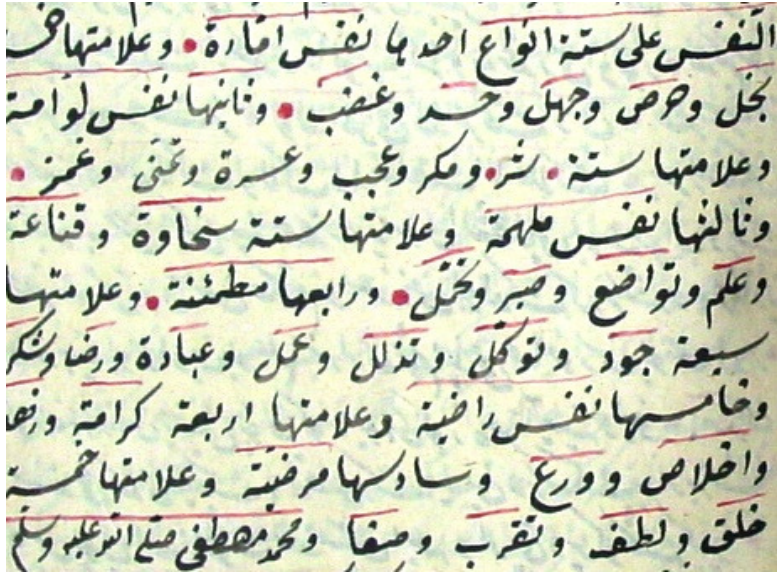 النفس على ستة انواع احدها نفس امارة • وعلامتها خمسة
بخل وحرص وجهل وحسد وغضب • وثانيها نفس لوامة
وعلامتها ستة • شر • ومكر وعجب وعسرة وتمنى وغمز •
وثالثها نفس ملهمة وعلامتها ستة سخاوة وقناعة
وعلم وتواضع وصبر وتحمل • ورابعها مطمئنة • وعلامتها
سبعة جود وتوكل وتذلل وعمل وعبادة ورضا وشكر
وخامسها نفس راضية وعلامتها اربعة كرامة
واخلاص وورع وسادسها مرضية وعلامتها خمسة
خلق ولطف وتقرب وصفا ومحمد مصطفى صلى الله عليه وسلم